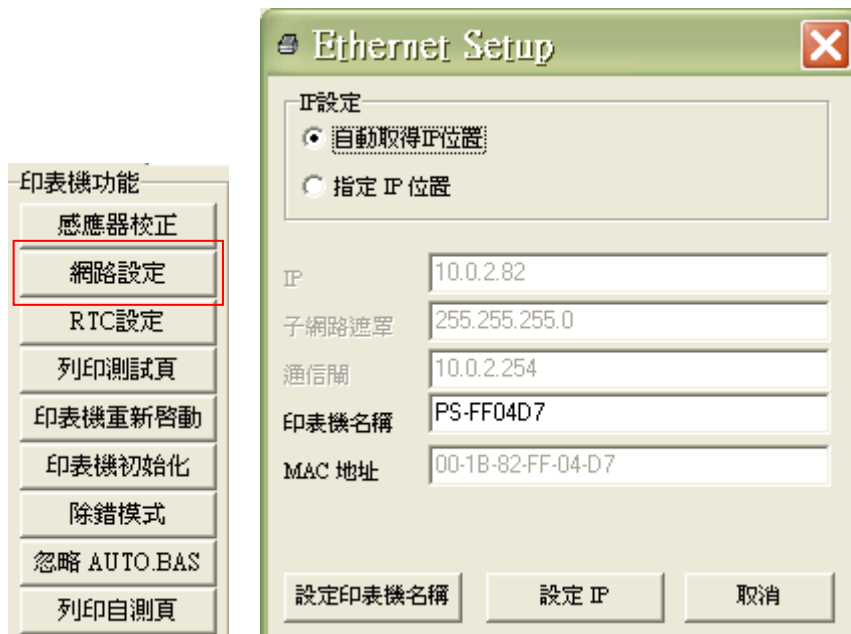 印表機功能
感應器校正
網路設定
RTC設定
列印測試頁
印表機重新啓動
印表機初始化
除錯模式
忽略 AUTO.BAS
列印自測頁
Ethernet Setup
IP設定
自動取得IP位置
指定 IP 位置
IP 10.0.2.82
子網路遮罩 255.255.255.0
通信閘 10.0.2.254
印表機名稱 PS-FF04D7
MAC 地址 00-1B-82-FF-04-D7
設定印表機名稱 設定 IP 取消